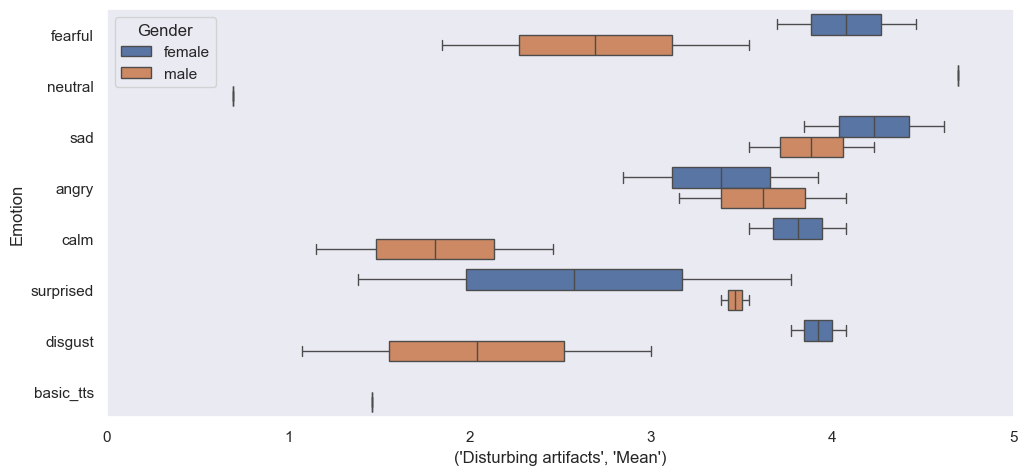 Gender
female
male
Emotion
fearful
neutral
sad
angry
calm
surprised
disgust
basic_tts
0 1 2 3 4 5
('Disturbing artifacts', 'Mean')